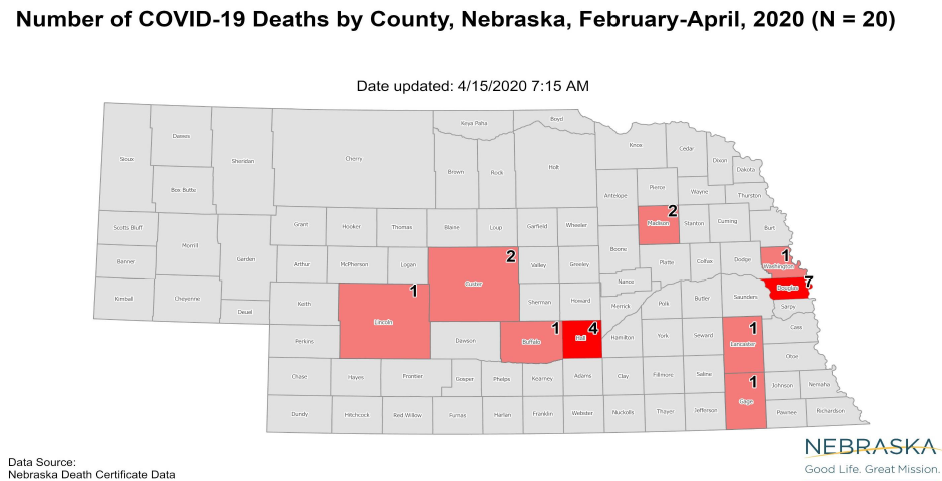 Number of COVID-19 Deaths by County, Nebraska, February-April, 2020 (N = 20)
Date updated: 4/15/2020 7:15 AM
Keya Paha
Boyd
Dawes
Knox
Cedar
Sioux
Sheridan
Cherry
Dixon
Brown
Rock
Holt
Dakota
Box Butte
Antelope
Pierce
Wayne
Thurston
2
Madison
Stanton
Cuming
Burt
Scotts Bluff
Grant
Hooker
Thomas
Blaine
Loup
Garfield
Wheeler
Morrill
Boone
Banner
Garden
Arthur
McPherson
Logan
2
Custer
Valley
Greeley
Platte
Colfax
Dodge
1
Washington
Nance
7
Douglas
Kimball
Cheyenne
Deuel
Keith
1
Lincoln
Sherman
Howard
Merrick
Polk
Butler
Saunders
Sarpy
Perkins
Dawson
1
Buffalo
4
Hall
Hamilton
York
Seward
1
Lancaster
Cass
Otoe
Chase
Hayes
Frontier
Gosper
Phelps
Kearney
Adams
Clay
Fillmore
Saline
1
Gage
Johnson
Nemaha
Dundy
Hitchcock
Red Willow
Furnas
Harlan
Franklin
Webster
Nuckolls
Thayer
Jefferson
Pawnee
Richardson
NEBRASKA
Good Life. Great Mission.
Data Source:
Nebraska Death Certificate Data